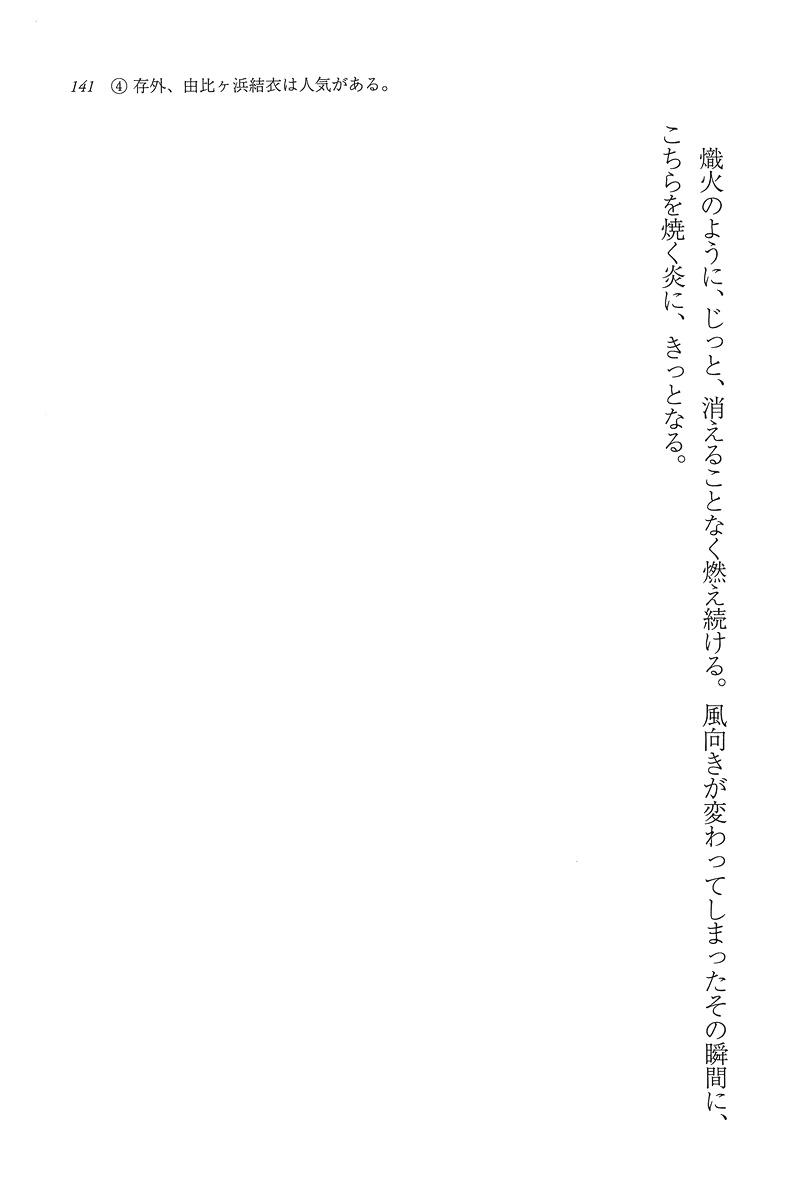 141 ④ 存外、由比ヶ浜結衣は人気がある。
熾火のように、じっと、消えることなく燃え続ける。風向きが変わってしまったその瞬間に、
こちらを焼く炎に、きっとなる。